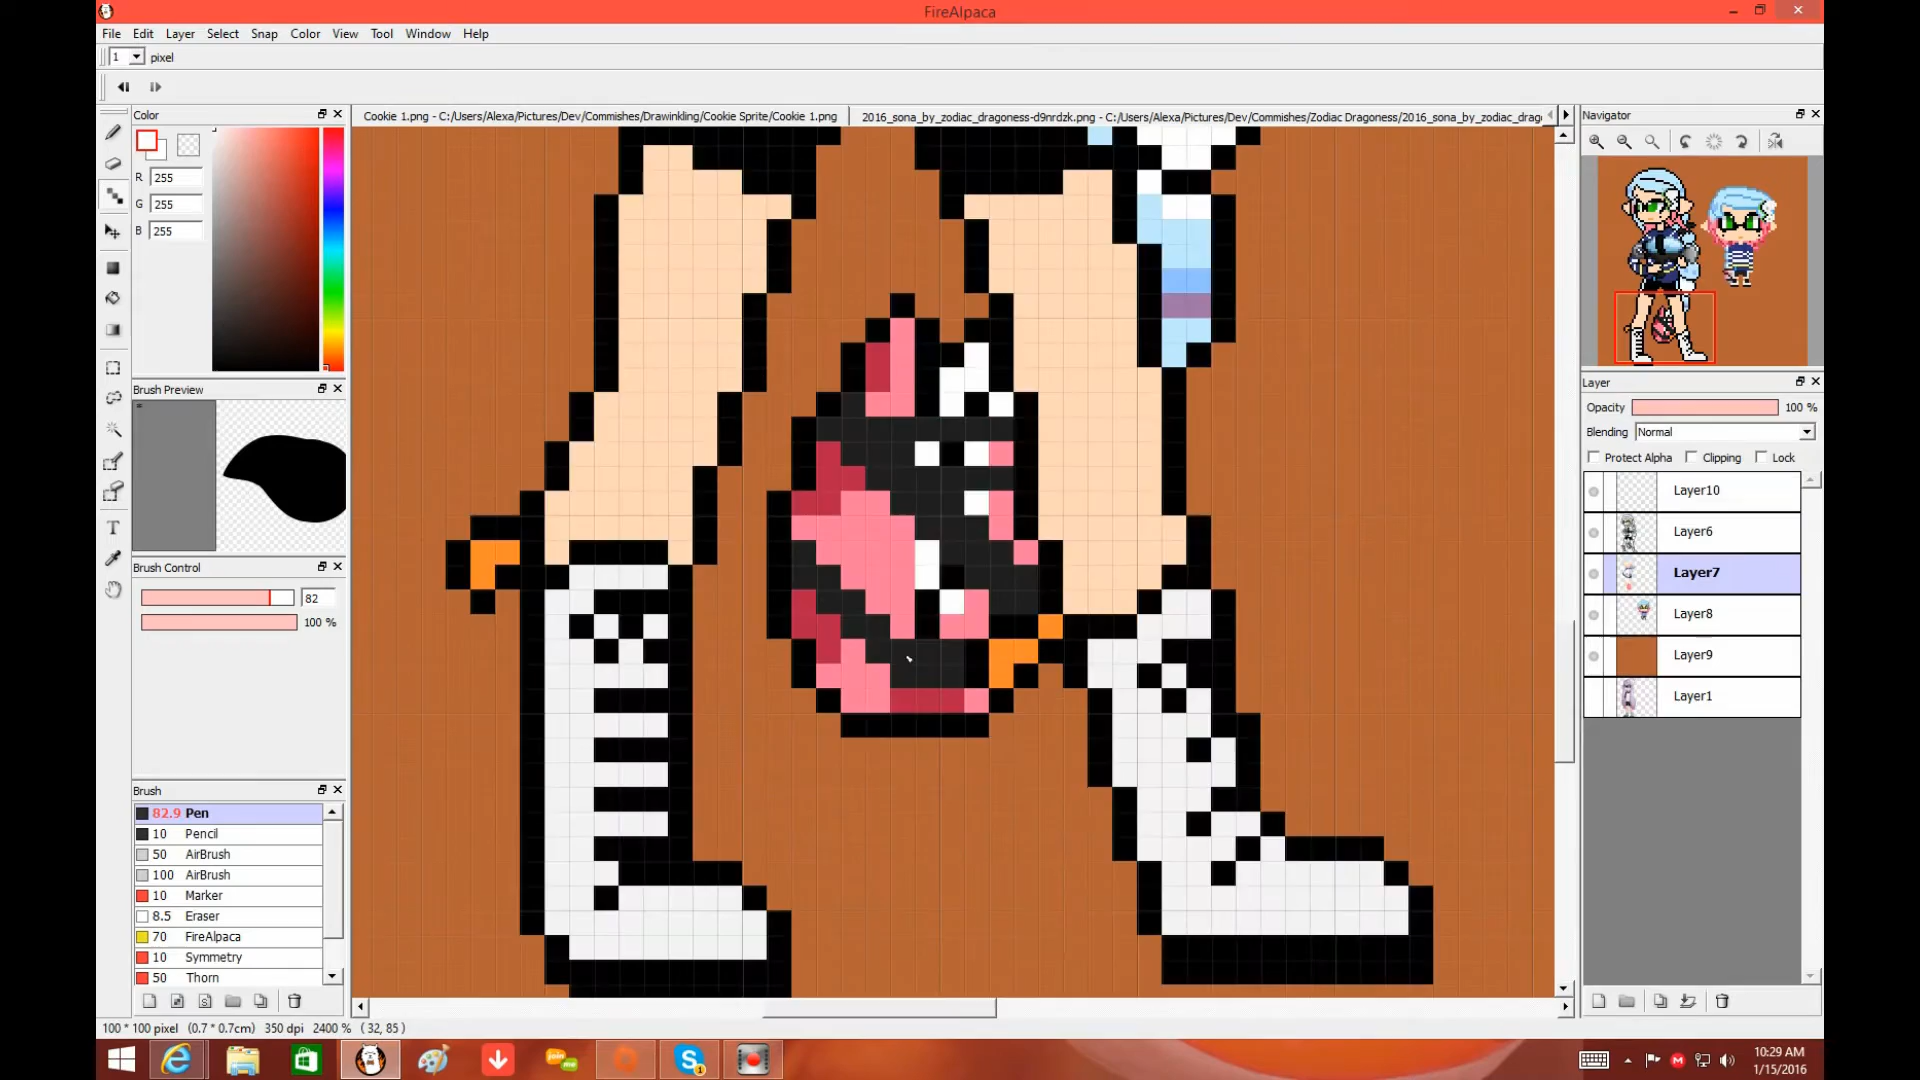 FireAlpaca
File Edit Layer Select Snap Color View Tool Window Help
1 pixel
Color
Cookie 1.png - C:/Users/Alexa/Pictures/Dev/Commishes/Drawinkling/Cookie Sprite/Cookie 1.png
2016_sona_by_zodiac_dragoness-d9nrdzk.png - C:/Users/Alexa/Pictures/Dev/Commishes/Zodiac Dragoness/2016_sona_by_zodiac_drago
Navigator
R 255
G 255
B 255
Brush Preview
Layer
Opacity 100 %
Blending Normal
Protect Alpha Clipping Lock
Layer10
Layer6
Layer7
Layer8
Layer9
Layer1
Brush Control
82
100 %
Brush
82.9 Pen
10 Pencil
50 AirBrush
100 AirBrush
10 Marker
8.5 Eraser
70 FireAlpaca
10 Symmetry
50 Thorn
100 * 100 pixel (0.7 * 0.7cm) 350 dpi 2400 % ( 32, 85 )
10:29 AM
1/15/2016